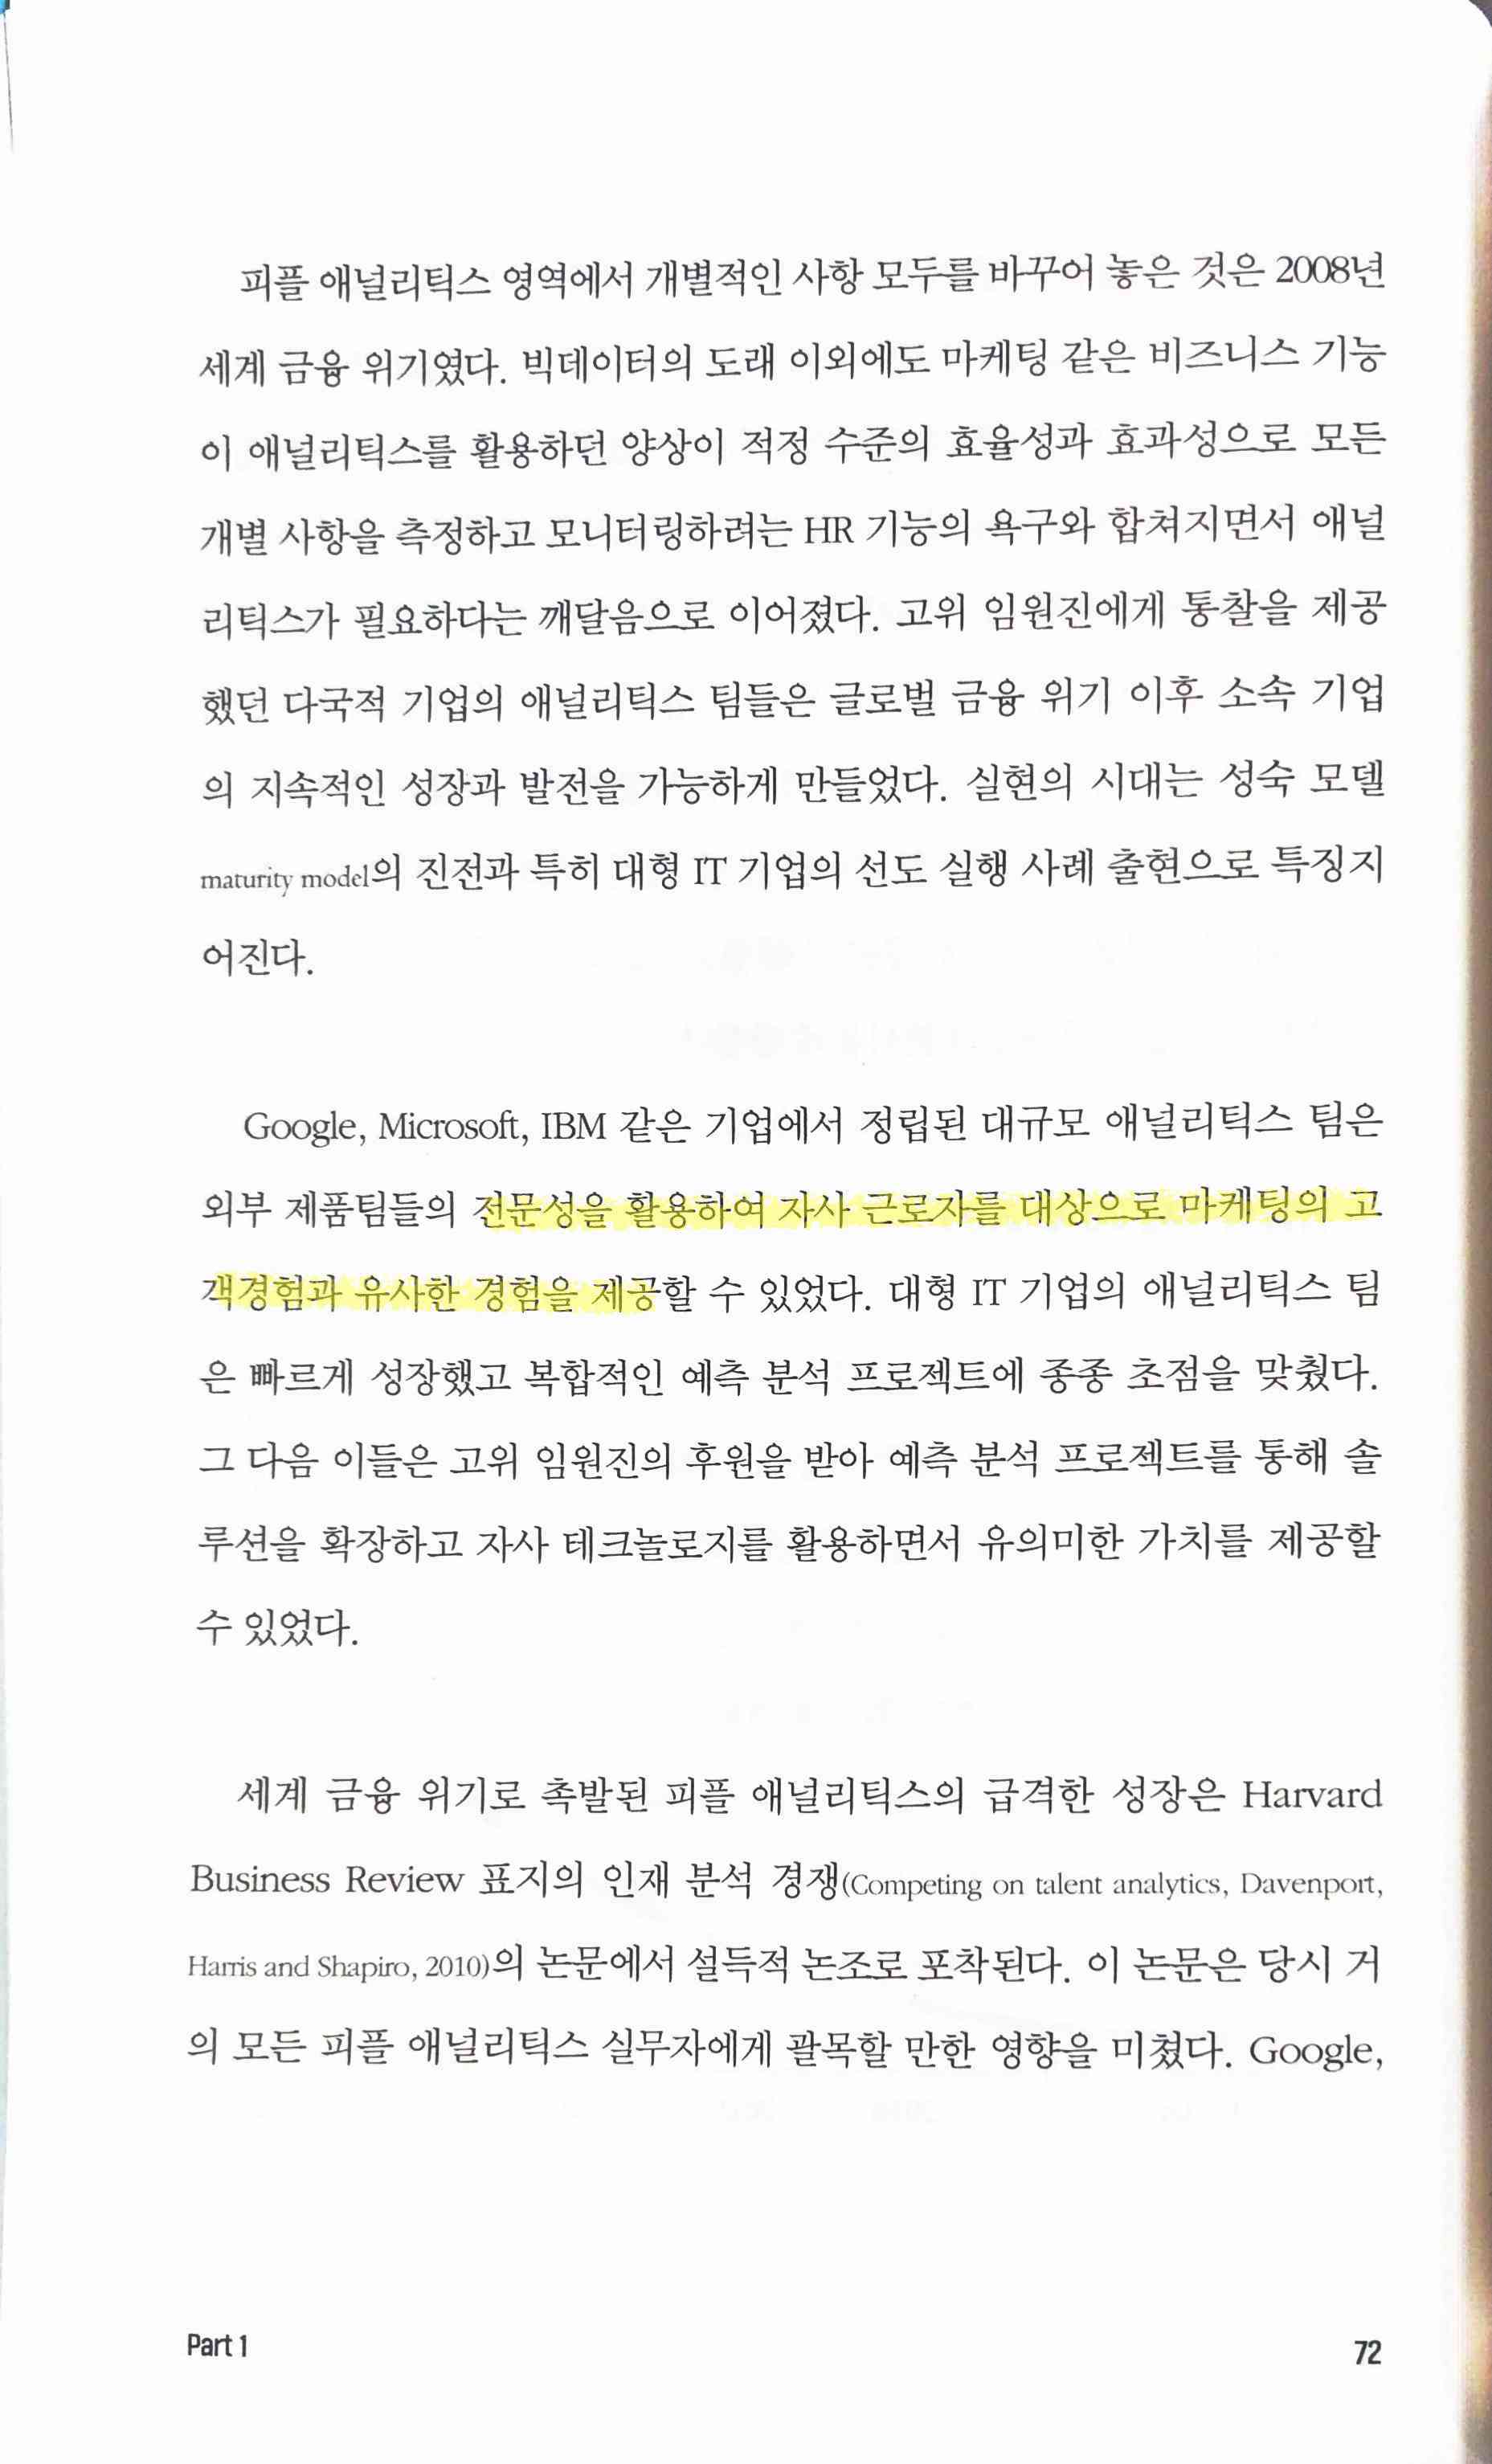 피플 애널리틱스 영역에서 개별적인 사항 모두를 바꾸어 놓은 것은 2008년
세계 금융 위기였다. 빅데이터의 도래 이외에도 마케팅 같은 비즈니스 기능
이 애널리틱스를 활용하던 양상이 적정 수준의 효율성과 효과성으로 모든
개별 사항을 측정하고 모니터링하려는 HR 기능의 욕구와 합쳐지면서 애널
리틱스가 필요하다는 깨달음으로 이어졌다. 고위 임원진에게 통찰을 제공
했던 다국적 기업의 애널리틱스 팀들은 글로벌 금융 위기 이후 소속 기업
의 지속적인 성장과 발전을 가능하게 만들었다. 실현의 시대는 성숙 모델
maturity model의 진전과 특히 대형 IT 기업의 선도 실행 사례 출현으로 특징지
어진다.
Google, Microsoft, IBM 같은 기업에서 정립된 대규모 애널리틱스 팀은
외부 제품팀들의 전문성을 활용하여 자사 근로자를 대상으로 마케팅의 고
객경험과 유사한 경험을 제공할 수 있었다. 대형 IT 기업의 애널리틱스 팀
은 빠르게 성장했고 복합적인 예측 분석 프로젝트에 종종 초점을 맞췄다.
그 다음 이들은 고위 임원진의 후원을 받아 예측 분석 프로젝트를 통해 솔
루션을 확장하고 자사 테크놀로지를 활용하면서 유의미한 가치를 제공할
수 있었다.
세계 금융 위기로 촉발된 피플 애널리틱스의 급격한 성장은 Harvard
Business Review 표지의 인재 분석 경쟁(Competing on talent analytics, Davenport,
Harris and Shapiro, 2010)의 논문에서 설득적 논조로 포착된다. 이 논문은 당시 거
의 모든 피플 애널리틱스 실무자에게 괄목할 만한 영향을 미쳤다. Google,
Part 1
72